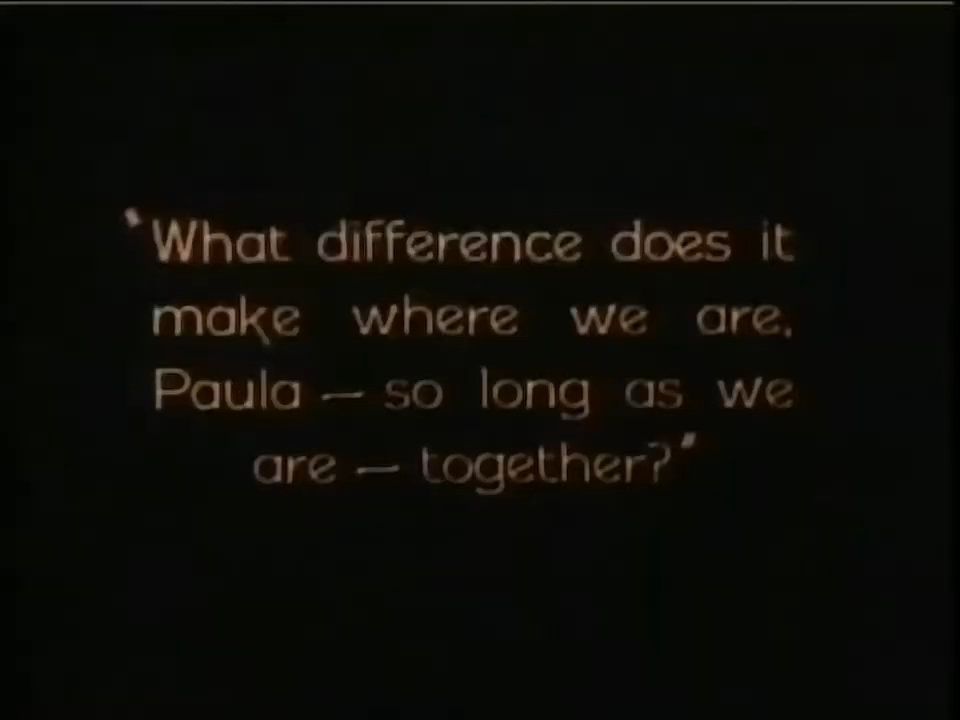 "What difference does it
make where we are,
Paula — so long as we
are — together?"